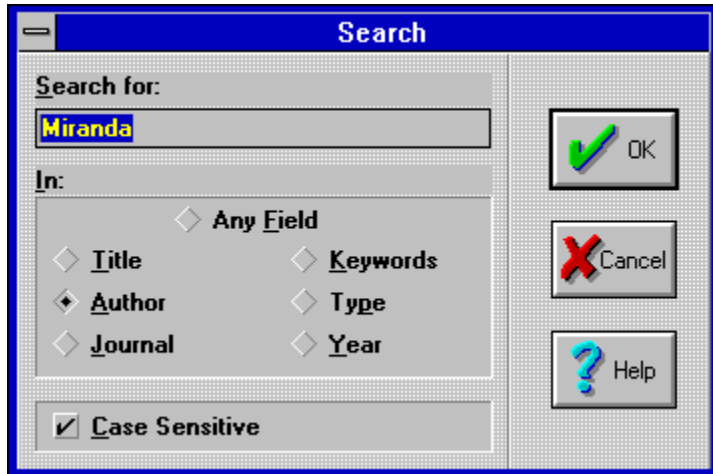 Search
Search for:
Miranda
In:
Any Field
Title
Keywords
Author
Type
Journal
Year
Case Sensitive
OK
Cancel
Help